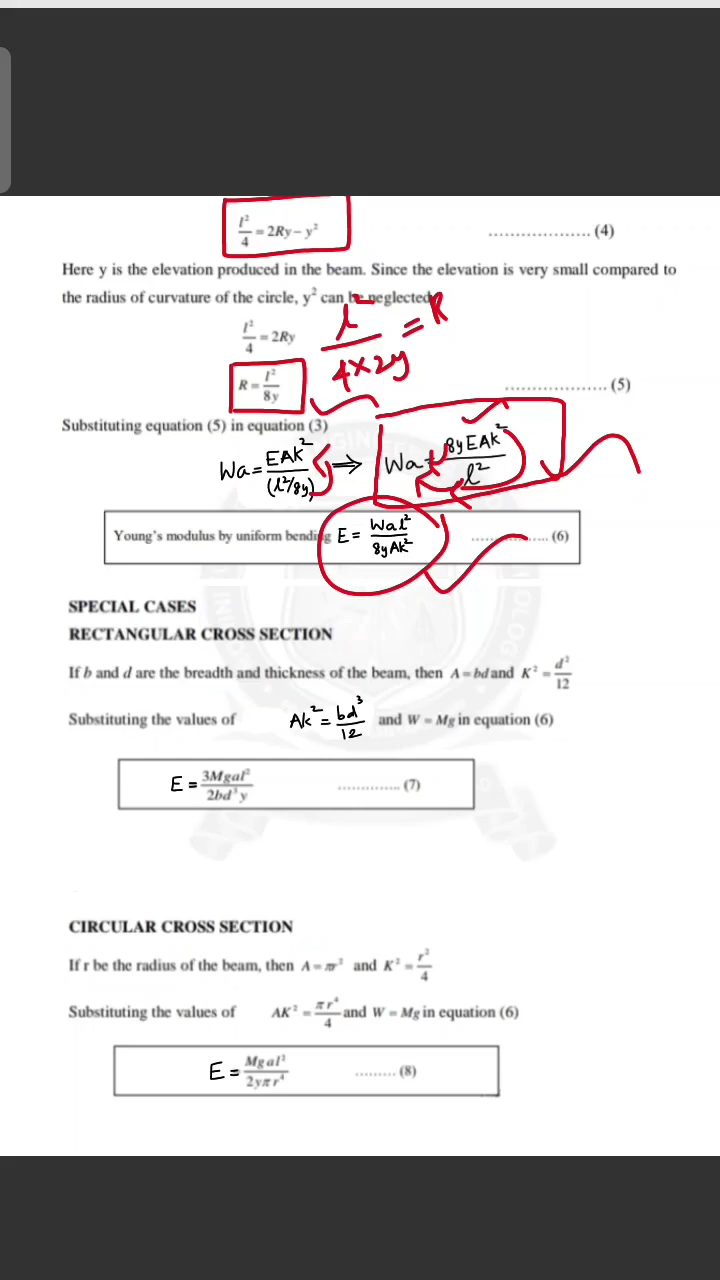 l²/4 = 2Ry − y² ....................(4)
Here y is the elevation produced in the beam. Since the elevation is very small compared to
the radius of curvature of the circle, y² can be neglected.
l²/4 = 2Ry
l²/(4×2y) = R
R = l²/8y ....................(5)
Substituting equation (5) in equation (3)
Wa = EAk²/(l²/8y) ⟹ Wa = 8yEAk²/l²
Young's modulus by uniform bending E = Wal²/8yAk² ....................(6)
SPECIAL CASES
RECTANGULAR CROSS SECTION
If b and d are the breadth and thickness of the beam, then A = bd and K² = d²/12
Substituting the values of Ak² = bd³/12 and W = Mg in equation (6)
E = 3Mgal²/2bd³y .............(7)
CIRCULAR CROSS SECTION
If r be the radius of the beam, then A = πr² and K² = r²/4
Substituting the values of AK² = πr⁴/4 and W = Mg in equation (6)
E = Mgal²/2yπr⁴ .........(8)